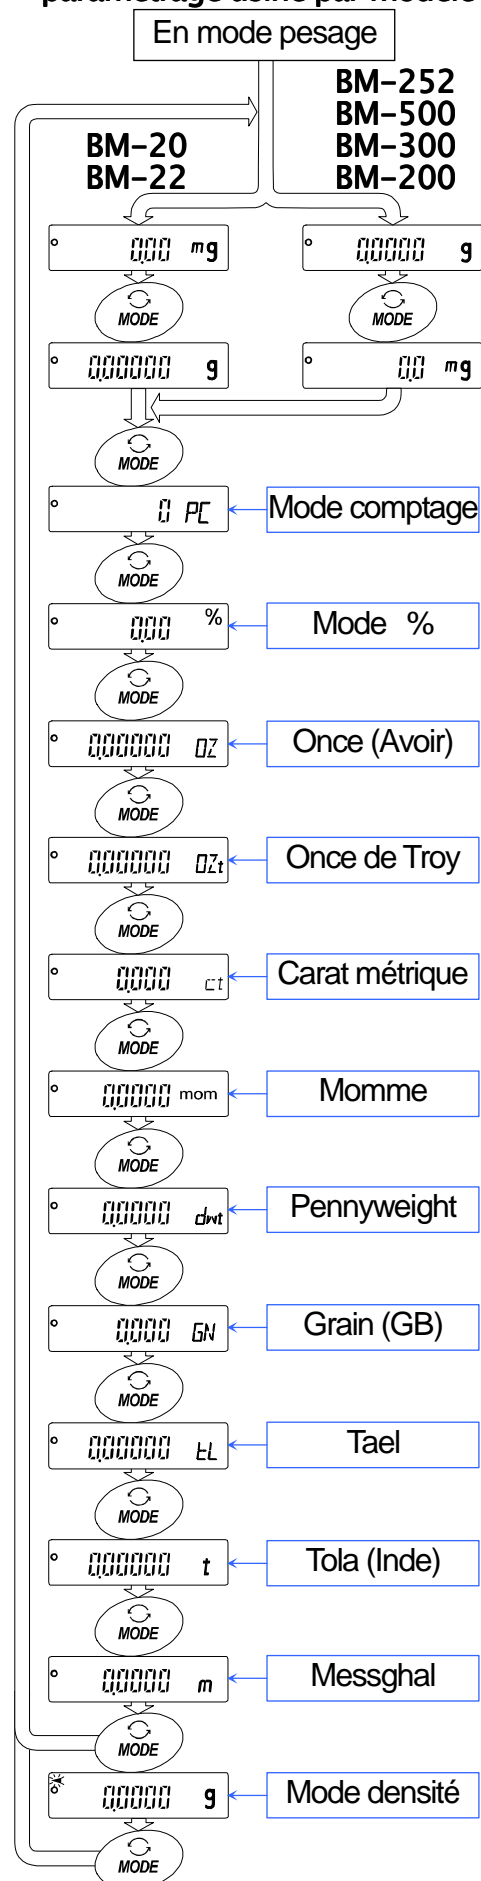 paramétrage usine par modèle
En mode pesage
BM-20
BM-22
BM-252
BM-500
BM-300
BM-200
0.00 mg
0.0000 g
MODE
MODE
0.00000 g
0.0 mg
MODE
0 PC
Mode comptage
MODE
0.00 %
Mode %
MODE
0.00000 OZ
Once (Avoir)
MODE
0.00000 OZt
Once de Troy
MODE
0.000 ct
Carat métrique
MODE
0.0000 mom
Momme
MODE
0.0000 dwt
Pennyweight
MODE
0.000 GN
Grain (GB)
MODE
0.00000 tL
Tael
MODE
0.00000 t
Tola (Inde)
MODE
0.0000 m
Messghal
MODE
0.0000 g
Mode densité
MODE